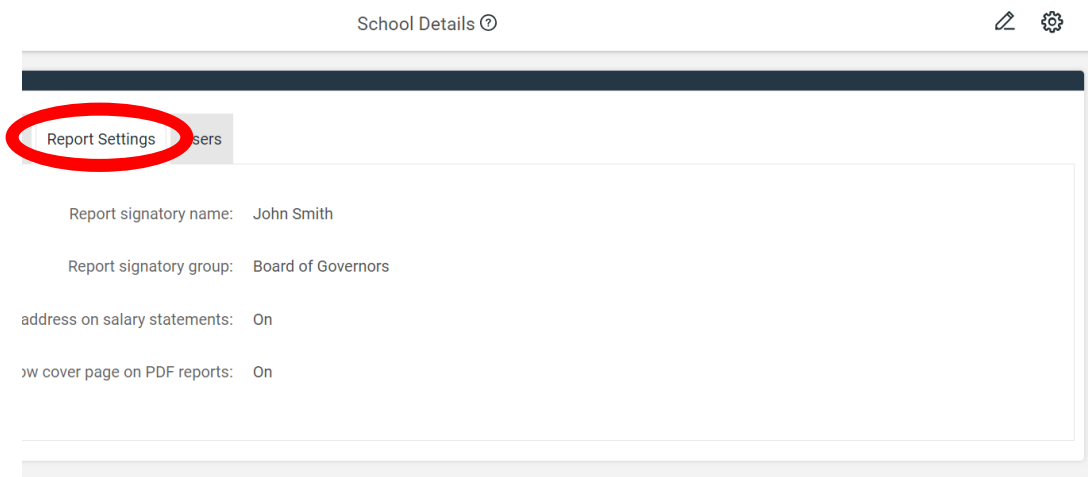 School Details
Report Settings
sers
Report signatory name: John Smith
Report signatory group: Board of Governors
address on salary statements: On
ow cover page on PDF reports: On